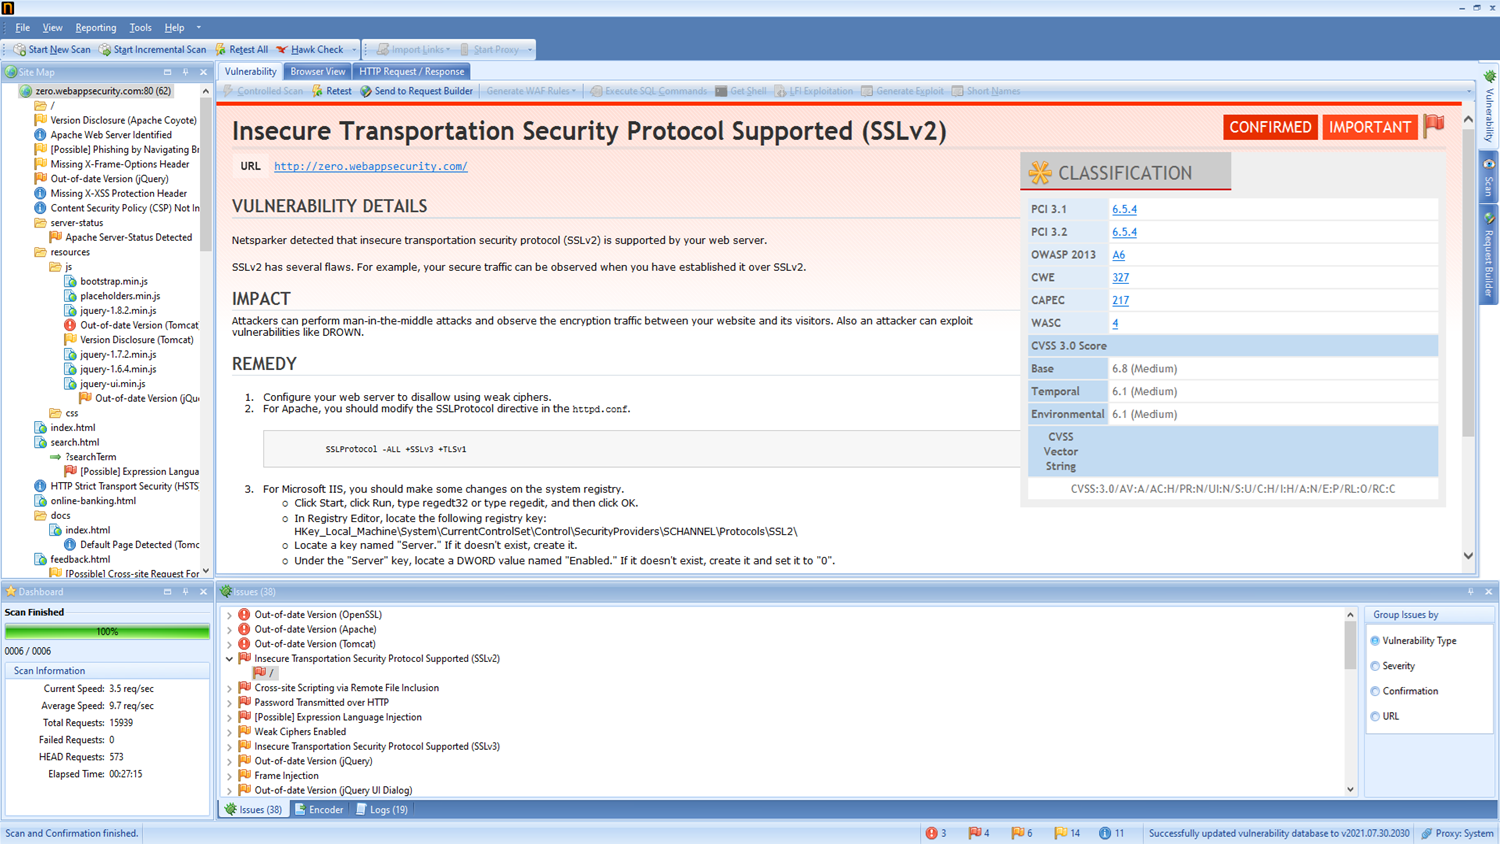 File View Reporting Tools Help
Start New Scan Start Incremental Scan Retest All Hawk Check Import Links Start Proxy
Site Map
zero.webappsecurity.com:80 (62)
/
Version Disclosure (Apache Coyote)
Apache Web Server Identified
[Possible] Phishing by Navigating Br
Missing X-Frame-Options Header
Out-of-date Version (jQuery)
Missing X-XSS Protection Header
Content Security Policy (CSP) Not In
server-status
Apache Server-Status Detected
resources
js
bootstrap.min.js
placeholders.min.js
jquery-1.8.2.min.js
Out-of-date Version (Tomcat)
Version Disclosure (Tomcat)
jquery-1.7.2.min.js
jquery-1.6.4.min.js
jquery-ui.min.js
Out-of-date Version (jQu
css
index.html
search.html
?searchTerm
[Possible] Expression Langua
HTTP Strict Transport Security (HSTS
online-banking.html
docs
index.html
Default Page Detected (Tomc
feedback.html
[Possible] Cross-site Request For
Vulnerability Browser View HTTP Request / Response
Controlled Scan Retest Send to Request Builder Generate WAF Rules Execute SQL Commands Get Shell LFI Exploitation Generate Exploit Short Names
Insecure Transportation Security Protocol Supported (SSLv2)
CONFIRMED IMPORTANT
URL http://zero.webappsecurity.com/
VULNERABILITY DETAILS
Netsparker detected that insecure transportation security protocol (SSLv2) is supported by your web server.
SSLv2 has several flaws. For example, your secure traffic can be observed when you have established it over SSLv2.
IMPACT
Attackers can perform man-in-the-middle attacks and observe the encryption traffic between your website and its visitors. Also an attacker can exploit
vulnerabilities like DROWN.
REMEDY
1. Configure your web server to disallow using weak ciphers.
2. For Apache, you should modify the SSLProtocol directive in the httpd.conf.
SSLProtocol -ALL +SSLv3 +TLSv1
3. For Microsoft IIS, you should make some changes on the system registry.
Click Start, click Run, type regedt32 or type regedit, and then click OK.
In Registry Editor, locate the following registry key:
HKey_Local_Machine\System\CurrentControlSet\Control\SecurityProviders\SCHANNEL\Protocols\SSL2\
Locate a key named "Server." If it doesn't exist, create it.
Under the "Server" key, locate a DWORD value named "Enabled." If it doesn't exist, create it and set it to "0".
CLASSIFICATION
PCI 3.1 6.5.4
PCI 3.2 6.5.4
OWASP 2013 A6
CWE 327
CAPEC 217
WASC 4
CVSS 3.0 Score
Base 6.8 (Medium)
Temporal 6.1 (Medium)
Environmental 6.1 (Medium)
CVSS
Vector
String
CVSS:3.0/AV:A/AC:H/PR:N/UI:N/S:U/C:H/I:H/A:N/E:P/RL:O/RC:C
Vulnerability
Scan
Request Builder
Dashboard
Scan Finished
100%
0006 / 0006
Scan Information
Current Speed: 3.5 req/sec
Average Speed: 9.7 req/sec
Total Requests: 15939
Failed Requests: 0
HEAD Requests: 573
Elapsed Time: 00:27:15
Issues (38)
Out-of-date Version (OpenSSL)
Out-of-date Version (Apache)
Out-of-date Version (Tomcat)
Insecure Transportation Security Protocol Supported (SSLv2)
/
Cross-site Scripting via Remote File Inclusion
Password Transmitted over HTTP
[Possible] Expression Language Injection
Weak Ciphers Enabled
Insecure Transportation Security Protocol Supported (SSLv3)
Out-of-date Version (jQuery)
Frame Injection
Out-of-date Version (jQuery UI Dialog)
Group Issues by
Vulnerability Type
Severity
Confirmation
URL
Issues (38) Encoder Logs (19)
Scan and Confirmation finished. 3 4 6 14 11 Successfully updated vulnerability database to v2021.07.30.2030 Proxy: System